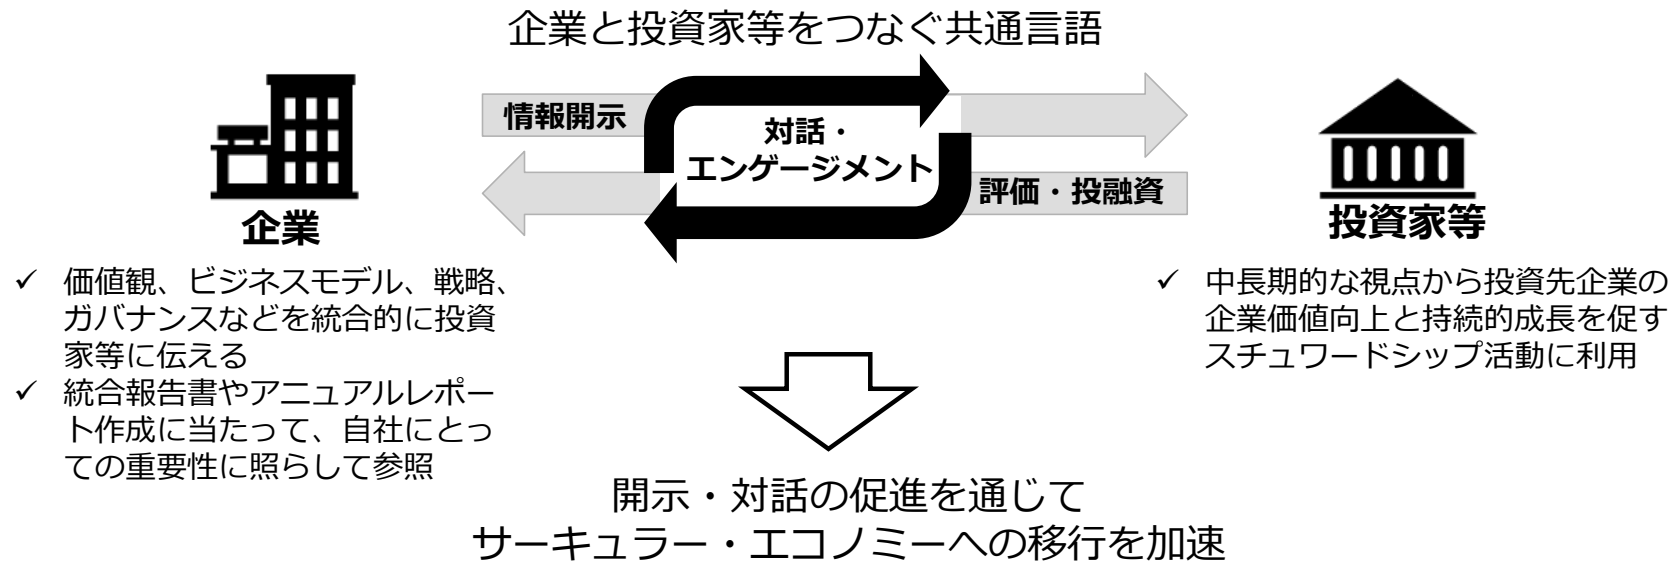 企業と投資家等をつなぐ共通言語
情報開示
対話・
エンゲージメント
評価・投融資
企業
投資家等
✓ 価値観、ビジネスモデル、戦略、
ガバナンスなどを統合的に投資
家等に伝える
✓ 統合報告書やアニュアルレポー
ト作成に当たって、自社にとっ
ての重要性に照らして参照
✓ 中長期的な視点から投資先企業の
企業価値向上と持続的成長を促す
スチュワードシップ活動に利用
開示・対話の促進を通じて
サーキュラー・エコノミーへの移行を加速